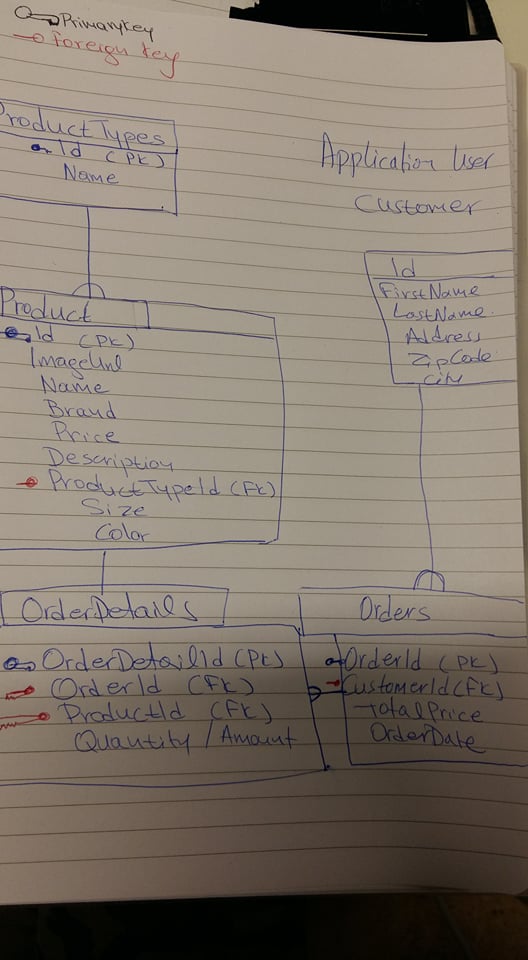 PrimaryKey
Foreign Key
ProductTypes
Id (PK)
Name
Application User
Customer
Id
FirstName
LastName
Address
ZipCode
City
Product
Id (PK)
ImageUrl
Name
Brand
Price
Description
ProductTypeId (FK)
Size
Color
OrderDetails
OrderDetailId (PK)
OrderId (FK)
ProductId (FK)
Quantity / Amount
Orders
OrderId (PK)
CustomerId (FK)
TotalPrice
OrderDate